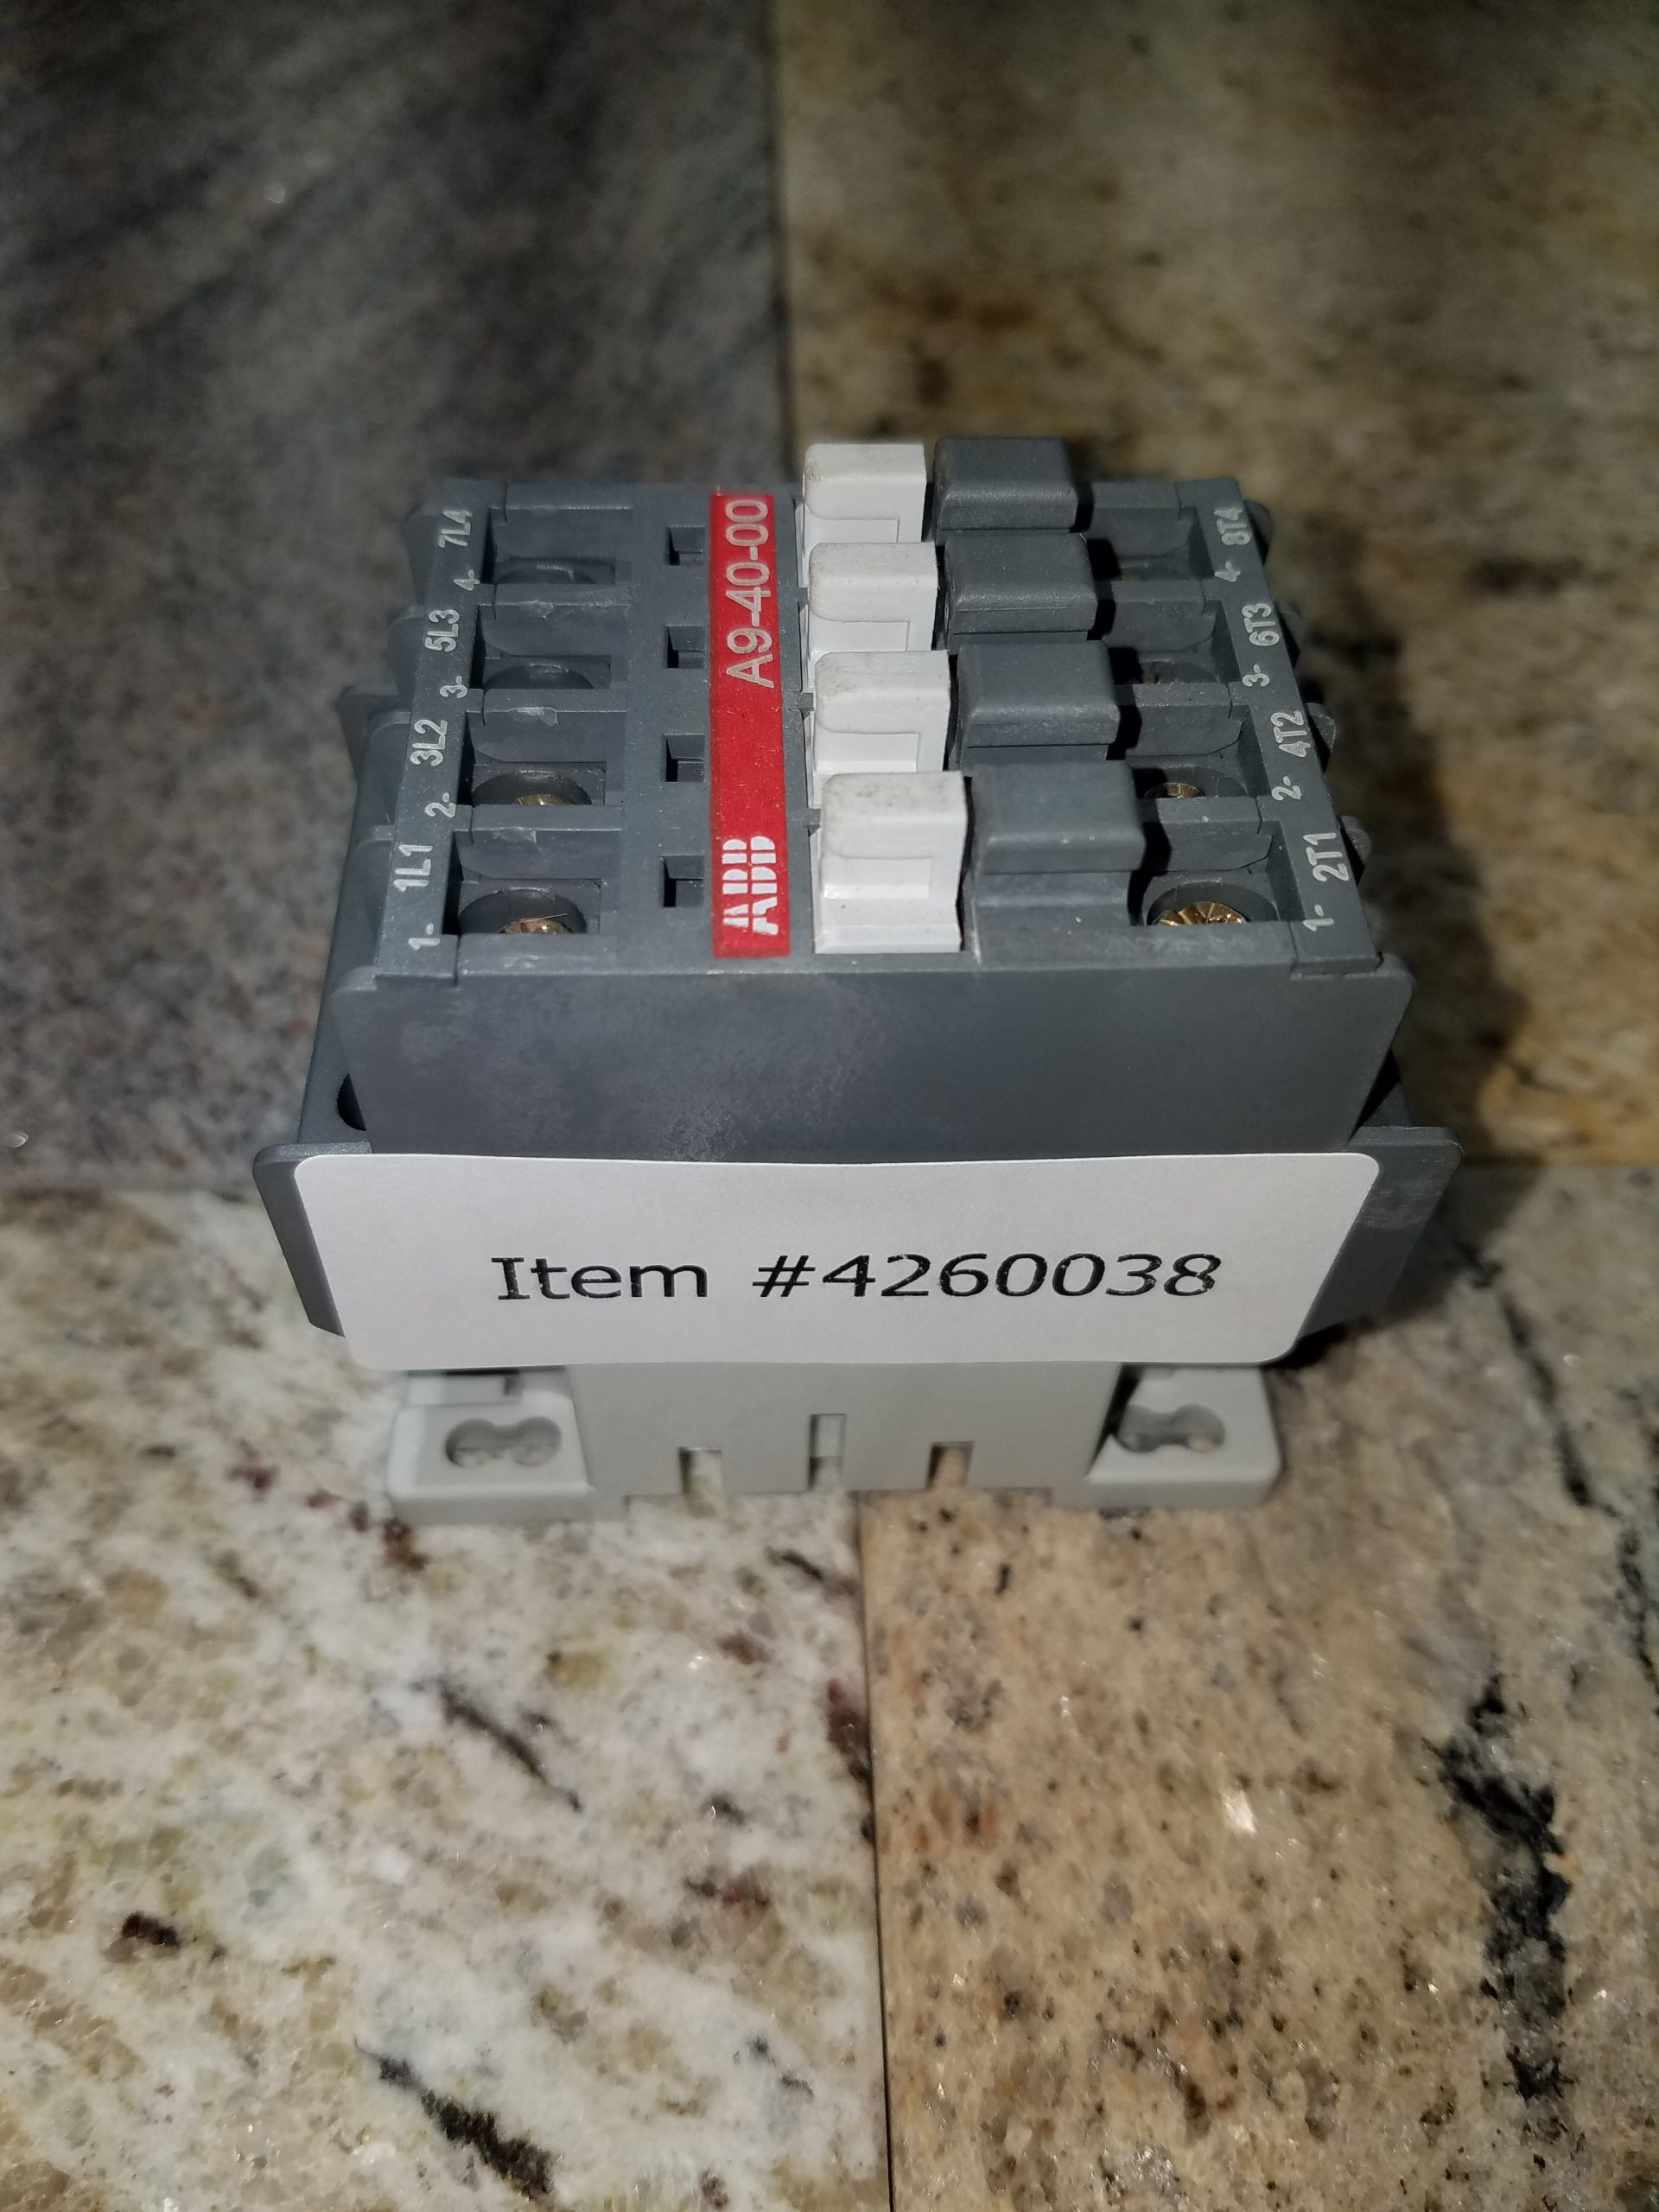 7L4
4-
5L3
3-
3L2
2-
1L1
1-
ABB
A9-40-00
8T4
4-
6T3
3-
4T2
2-
2T1
1-
Item #4260038